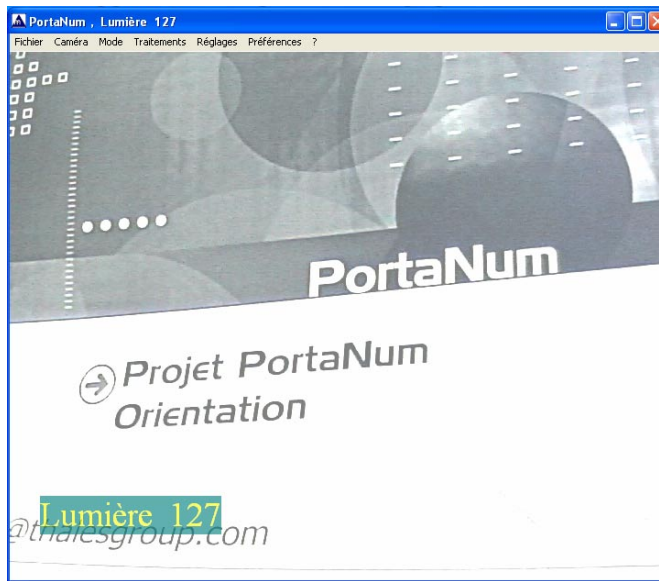 PortaNum , Lumière 127
Fichier Caméra Mode Traitements Réglages Préférences ?
PortaNum
Projet PortaNum
Orientation
Lumière 127
@thalesgroup.com